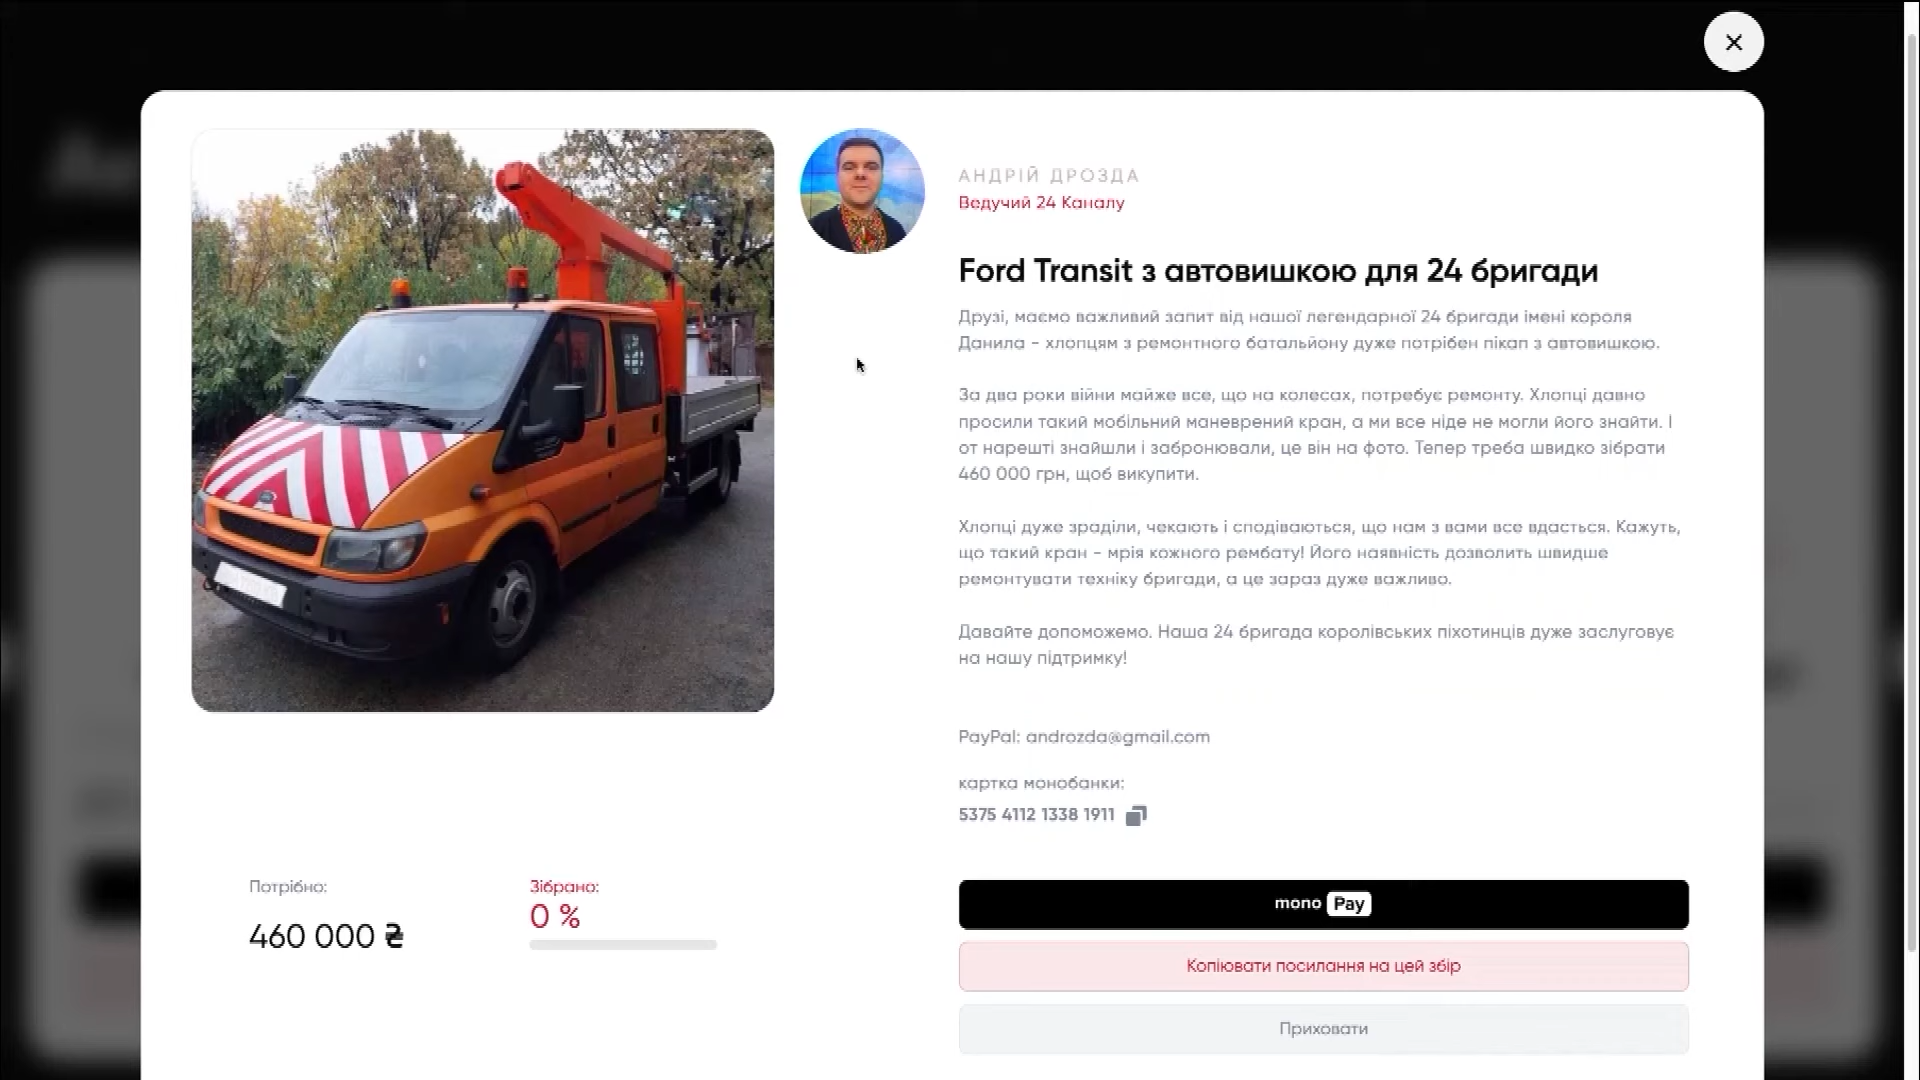 АНДРІЙ ДРОЗДА
Ведучий 24 Каналу
Ford Transit з автовишкою для 24 бригади
Друзі, маємо важливий запит від нашої легендарної 24 бригади імені короля
Данила - хлопцям з ремонтного батальйону дуже потрібен пікап з автовишкою.
За два роки війни майже все, що на колесах, потребує ремонту. Хлопці давно
просили такий мобільний маневрений кран, а ми все ніде не могли його знайти. І
от нарешті знайшли і забронювали, це він на фото. Тепер треба швидко зібрати
460 000 грн, щоб викупити.
Хлопці дуже зраділи, чекають і сподіваються, що нам з вами все вдасться. Кажуть,
що такий кран - мрія кожного рембату! Його наявність дозволить швидше
ремонтувати техніку бригади, а це зараз дуже важливо.
Давайте допоможемо. Наша 24 бригада королівських піхотинців дуже заслуговує
на нашу підтримку!
PayPal: androzda@gmail.com
картка монобанки:
5375 4112 1338 1911
Потрібно:
460 000 ₴
Зібрано:
0 %
mono Pay
Копіювати посилання на цей збір
Приховати